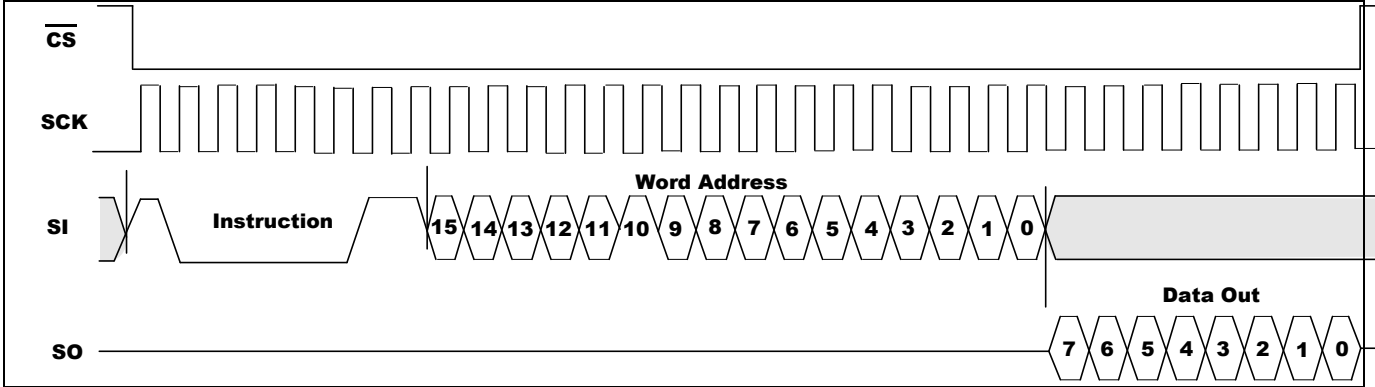 CS
SCK
Word Address
SI Instruction 15 14 13 12 11 10 9 8 7 6 5 4 3 2 1 0
Data Out
SO 7 6 5 4 3 2 1 0